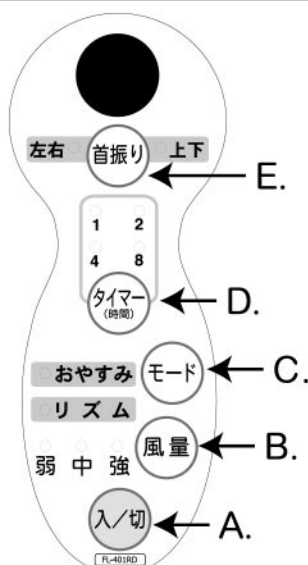 左右 首振り 上下
E.
1 2
4 8
タイマー
(時間)
D.
おやすみ モード
C.
リズム
風量
B.
弱 中 強
入／切
A.
FL-401RD